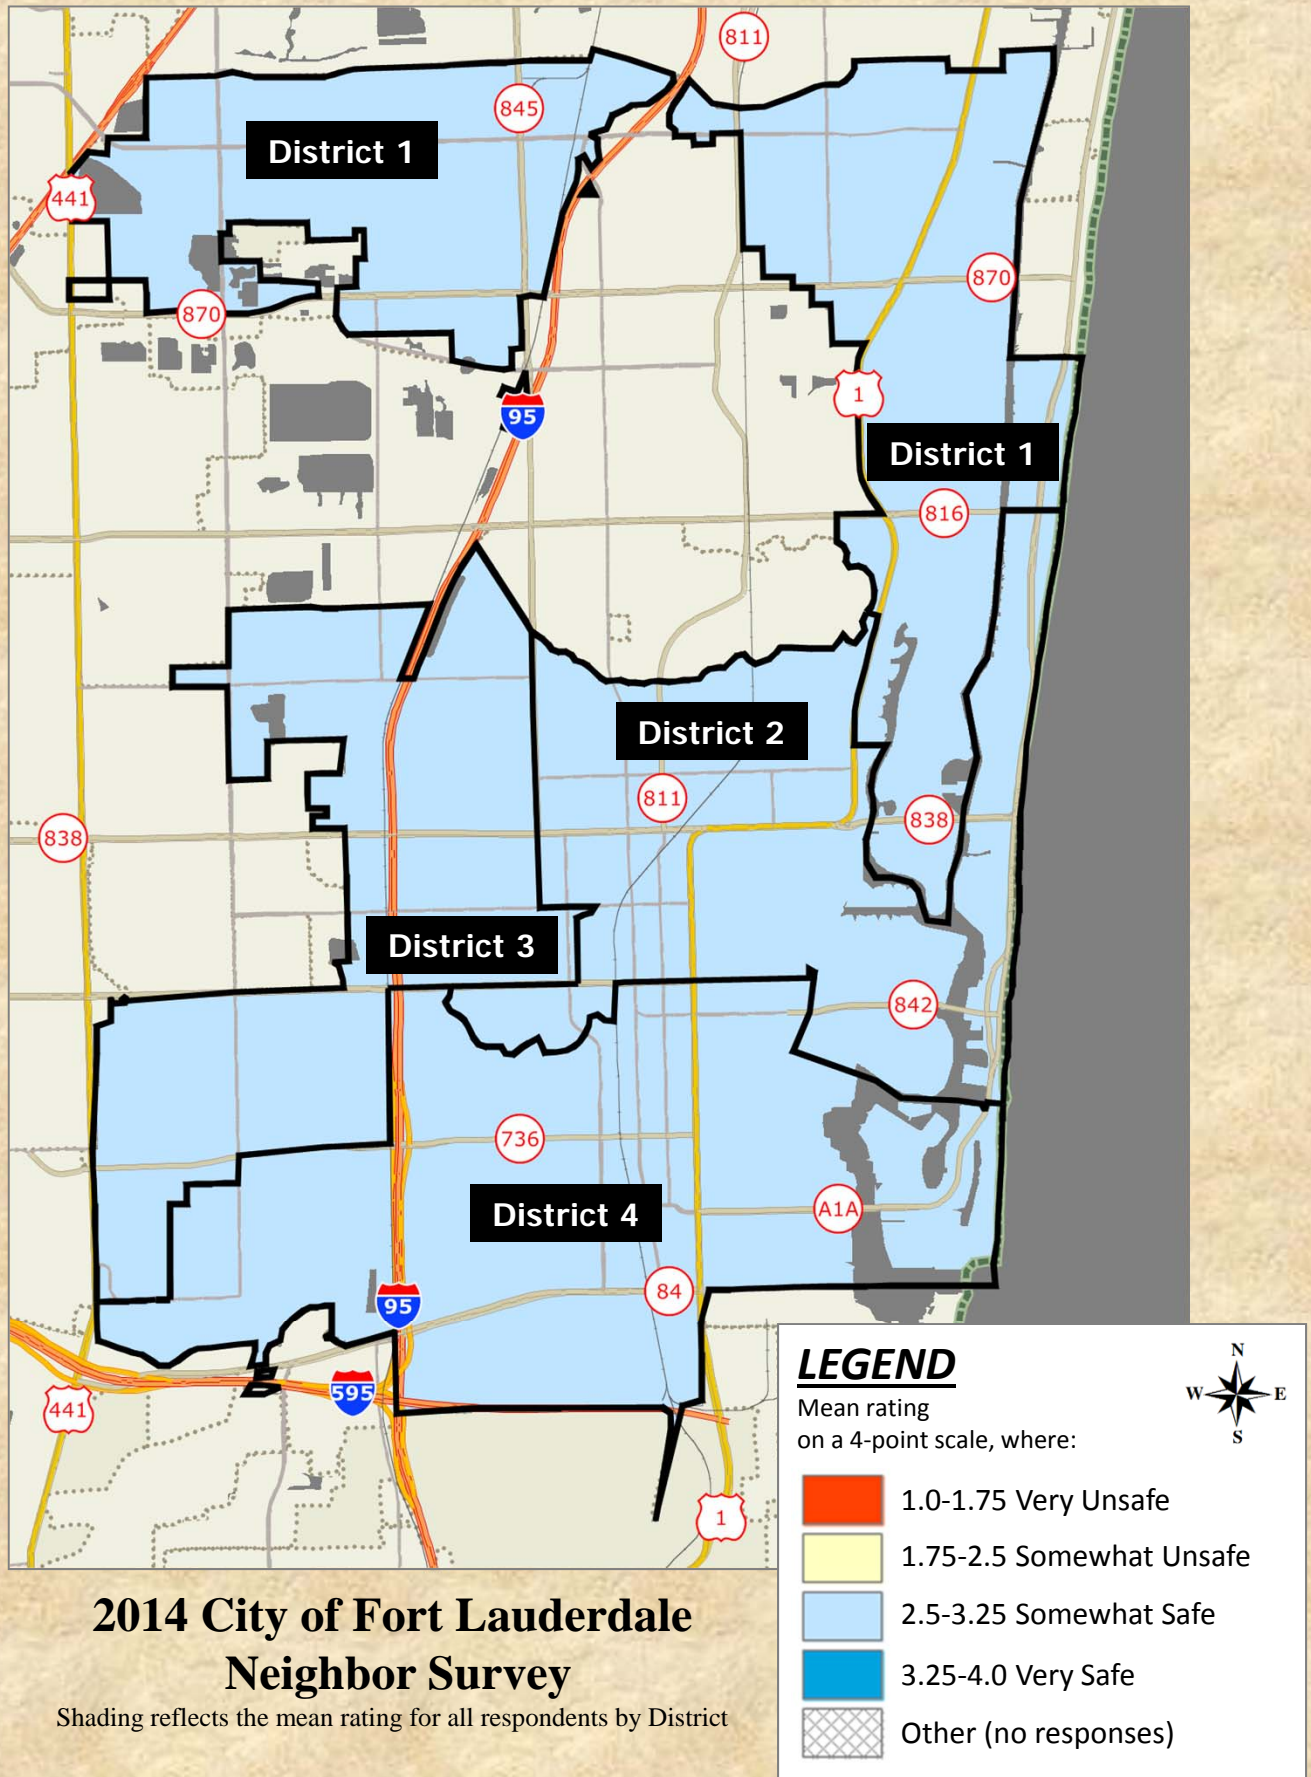 811
845
District 1
441
870
870
1
95
District 1
816
District 2
811
838
838
District 3
842
736
District 4
A1A
84
95
595
441
1
LEGEND
Mean rating
on a 4-point scale, where:
N
W E
S
1.0-1.75 Very Unsafe
1.75-2.5 Somewhat Unsafe
2.5-3.25 Somewhat Safe
3.25-4.0 Very Safe
Other (no responses)
2014 City of Fort Lauderdale
Neighbor Survey
Shading reflects the mean rating for all respondents by District